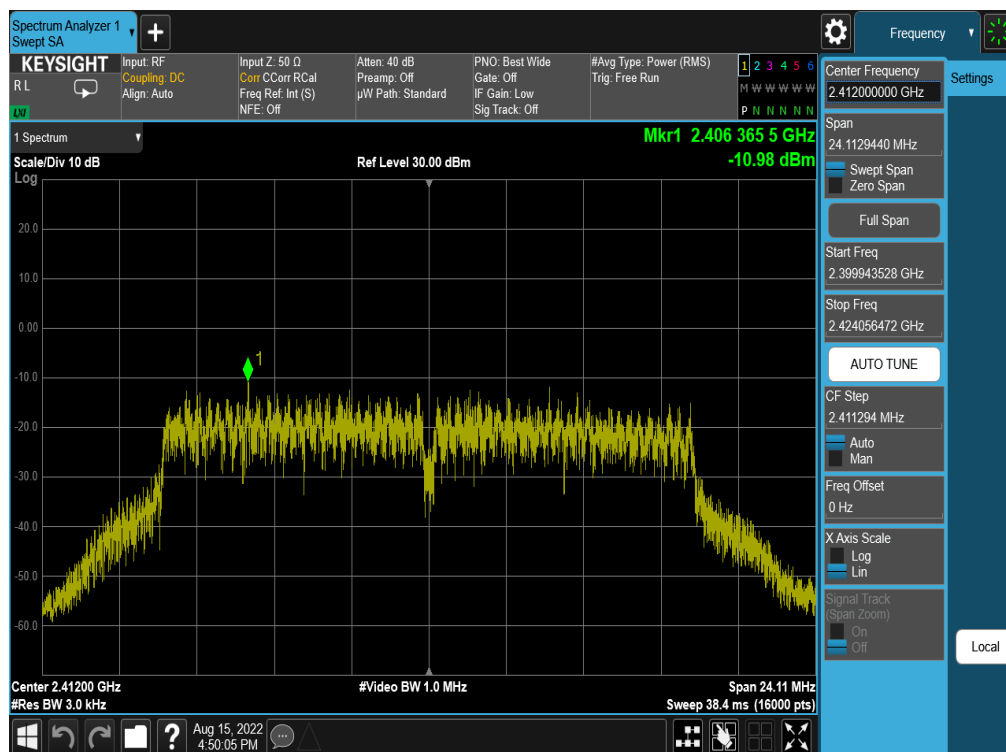 Spectrum Analyzer 1
Swept SA
Frequency
KEYSIGHT
R L
LXI
Input: RF
Coupling: DC
Align: Auto
Input Z: 50 Ω
Corr CCorr RCal
Freq Ref: Int (S)
NFE: Off
Atten: 40 dB
Preamp: Off
µW Path: Standard
PNO: Best Wide
Gate: Off
IF Gain: Low
Sig Track: Off
#Avg Type: Power (RMS)
Trig: Free Run
1 2 3 4 5 6
M W W W W W
P N N N N N
1 Spectrum
Scale/Div 10 dB
Log
Ref Level 30.00 dBm
Mkr1 2.406 365 5 GHz
-10.98 dBm
20.0
10.0
0.00
-10.0
-20.0
-30.0
-40.0
-50.0
-60.0
1
Center 2.41200 GHz
#Res BW 3.0 kHz
#Video BW 1.0 MHz
Span 24.11 MHz
Sweep 38.4 ms (16000 pts)
Center Frequency
2.412000000 GHz
Settings
Span
24.1129440 MHz
Swept Span
Zero Span
Full Span
Start Freq
2.399943528 GHz
Stop Freq
2.424056472 GHz
AUTO TUNE
CF Step
2.411294 MHz
Auto
Man
Freq Offset
0 Hz
X Axis Scale
Log
Lin
Signal Track
(Span Zoom)
On
Off
Local
?
Aug 15, 2022
4:50:05 PM